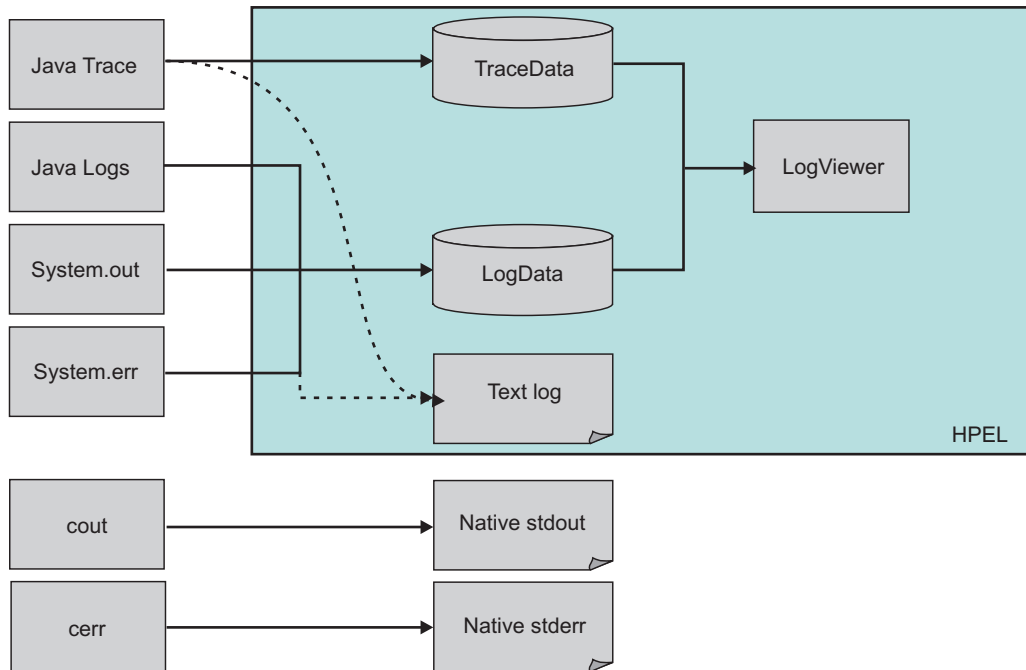 Java Trace
TraceData
Java Logs
LogViewer
System.out
LogData
System.err
Text log
HPEL
cout
Native stdout
cerr
Native stderr